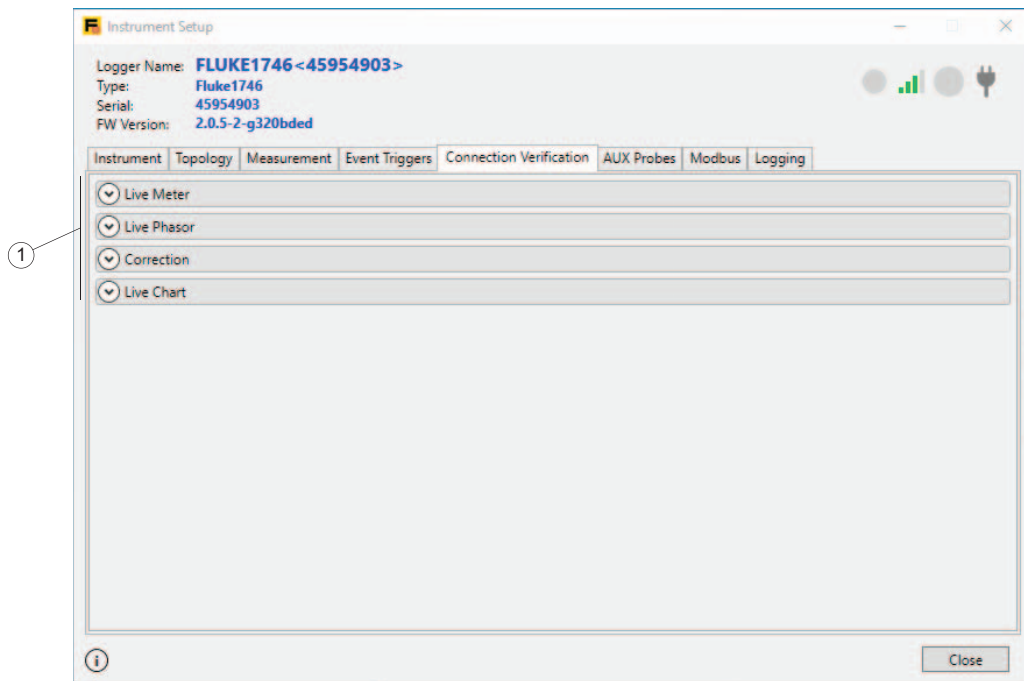 Instrument Setup
Logger Name: FLUKE1746<45954903>
Type: Fluke1746
Serial: 45954903
FW Version: 2.0.5-2-g320bded
Instrument Topology Measurement Event Triggers Connection Verification AUX Probes Modbus Logging
Live Meter
Live Phasor
1
Correction
Live Chart
Close